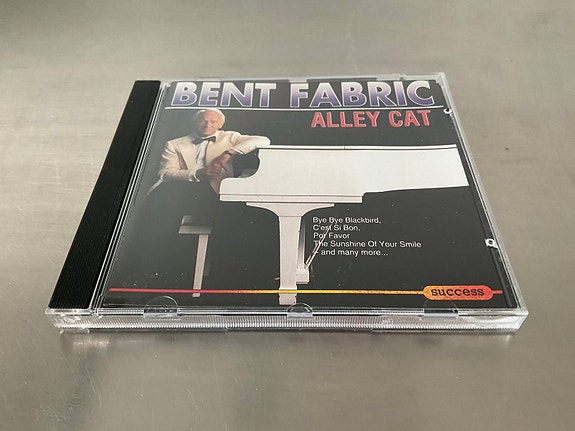 BENT FABRIC
ALLEY CAT
Bye Bye Blackbird,
C'est Si Bon,
Por Favor
The Sunshine Of Your Smile
- and many more...
success